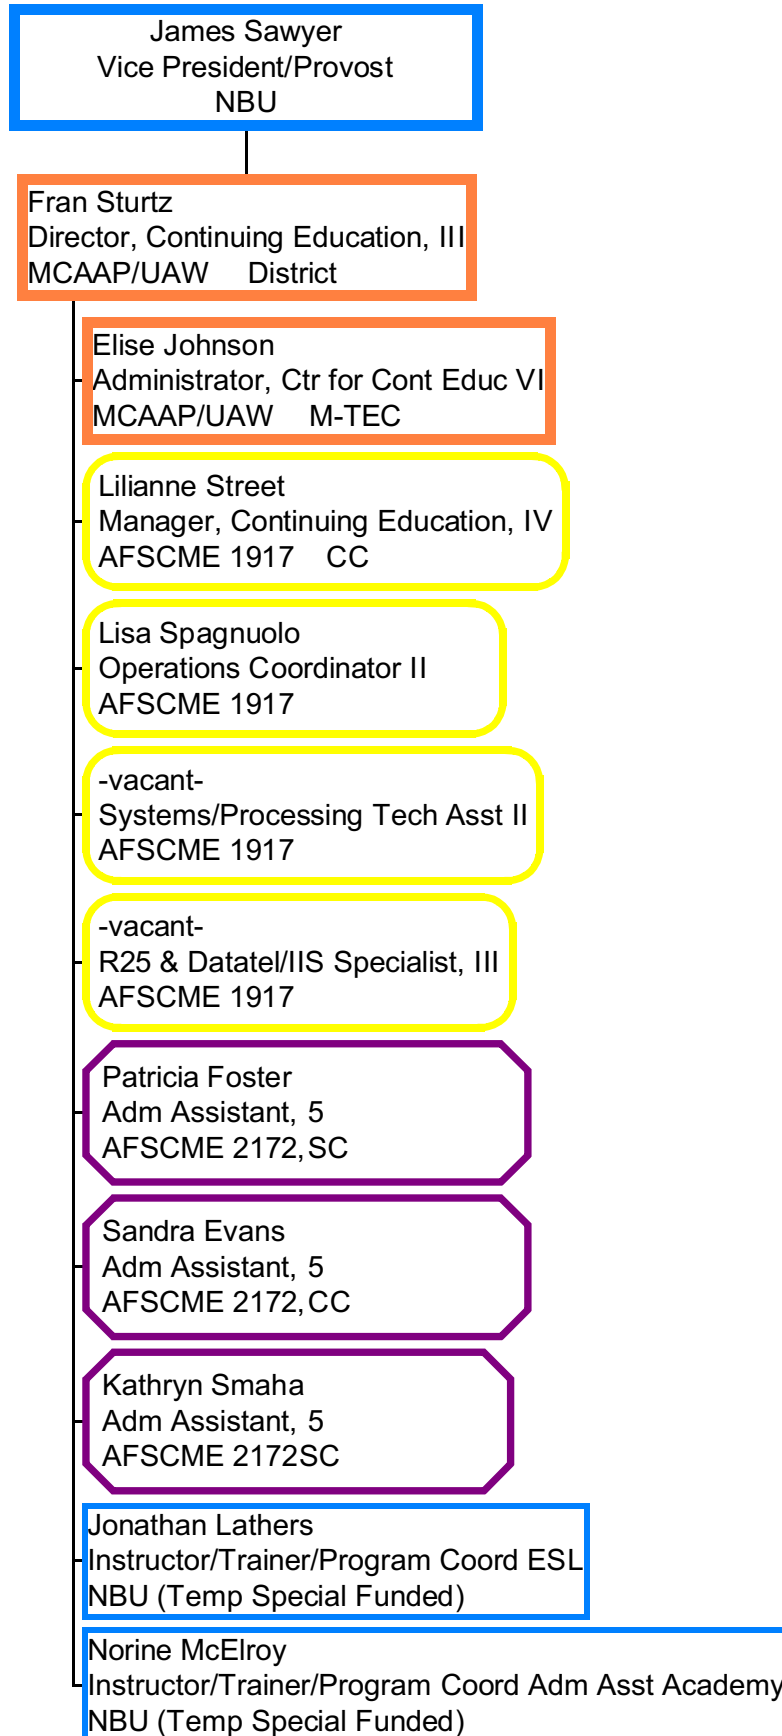 James Sawyer
Vice President/Provost
NBU
Fran Sturtz
Director, Continuing Education, III
MCAAP/UAW District
Elise Johnson
Administrator, Ctr for Cont Educ VI
MCAAP/UAW M-TEC
Lilianne Street
Manager, Continuing Education, IV
AFSCME 1917 CC
Lisa Spagnuolo
Operations Coordinator II
AFSCME 1917
-vacant-
Systems/Processing Tech Asst II
AFSCME 1917
-vacant-
R25 & Datatel/IIS Specialist, III
AFSCME 1917
Patricia Foster
Adm Assistant, 5
AFSCME 2172, SC
Sandra Evans
Adm Assistant, 5
AFSCME 2172, CC
Kathryn Smaha
Adm Assistant, 5
AFSCME 2172SC
Jonathan Lathers
Instructor/Trainer/Program Coord ESL
NBU (Temp Special Funded)
Norine McElroy
Instructor/Trainer/Program Coord Adm Asst Academy
NBU (Temp Special Funded)